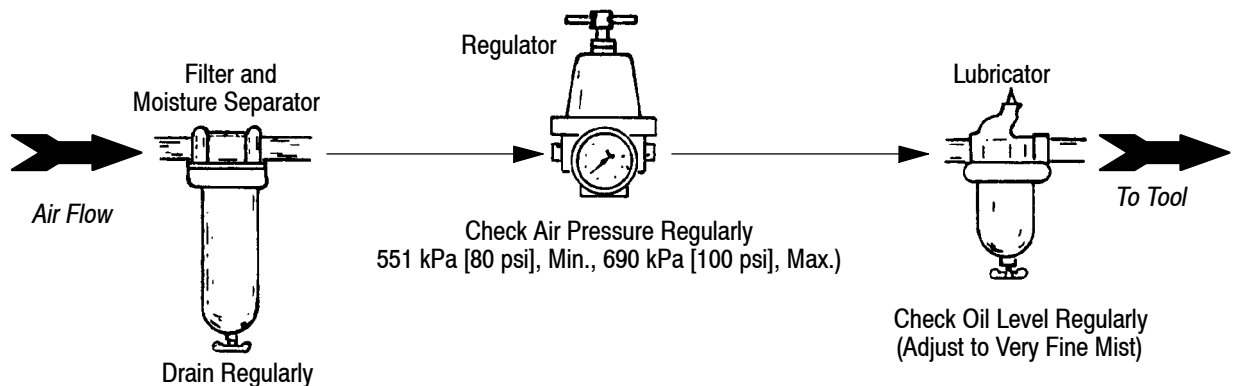 Filter and
Moisture Separator
Air Flow
Drain Regularly
Regulator
Check Air Pressure Regularly
551 kPa [80 psi], Min., 690 kPa [100 psi], Max.)
Lubricator
To Tool
Check Oil Level Regularly
(Adjust to Very Fine Mist)